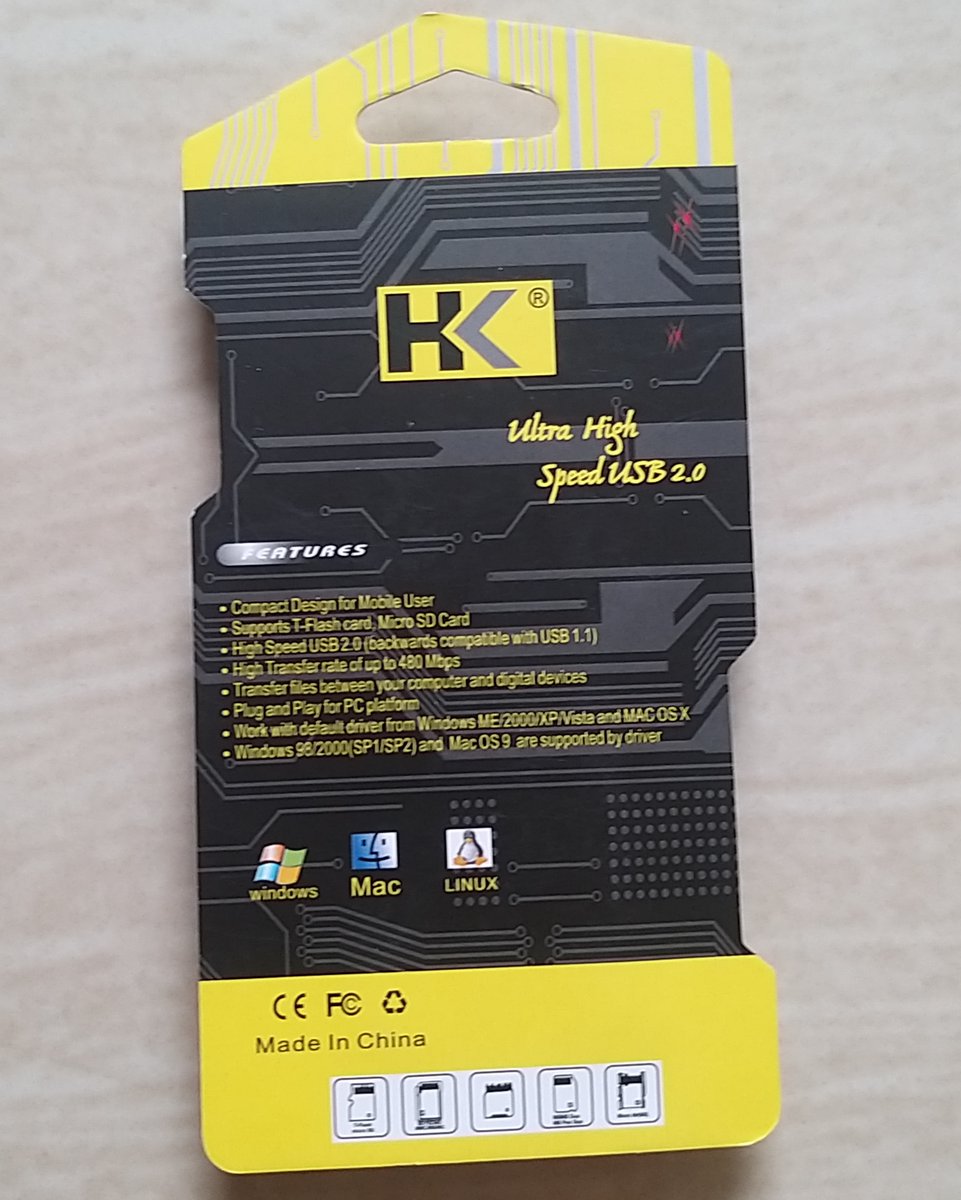 HK®
Ultra High
Speed USB 2.0
FEATURES
• Compact Design for Mobile User
• Supports T-Flash card, Micro SD Card
• High Speed USB 2.0 (backwards compatible with USB 1.1)
• High Transfer rate of up to 480 Mbps
• Transfer files between your computer and digital devices
• Plug and Play for PC platform
• Work with default driver from Windows ME/2000/XP/Vista and MAC OS X
• Windows 98/2000(SP1/SP2) and Mac OS 9 are supported by driver
windows Mac LINUX
CE FC
Made In China